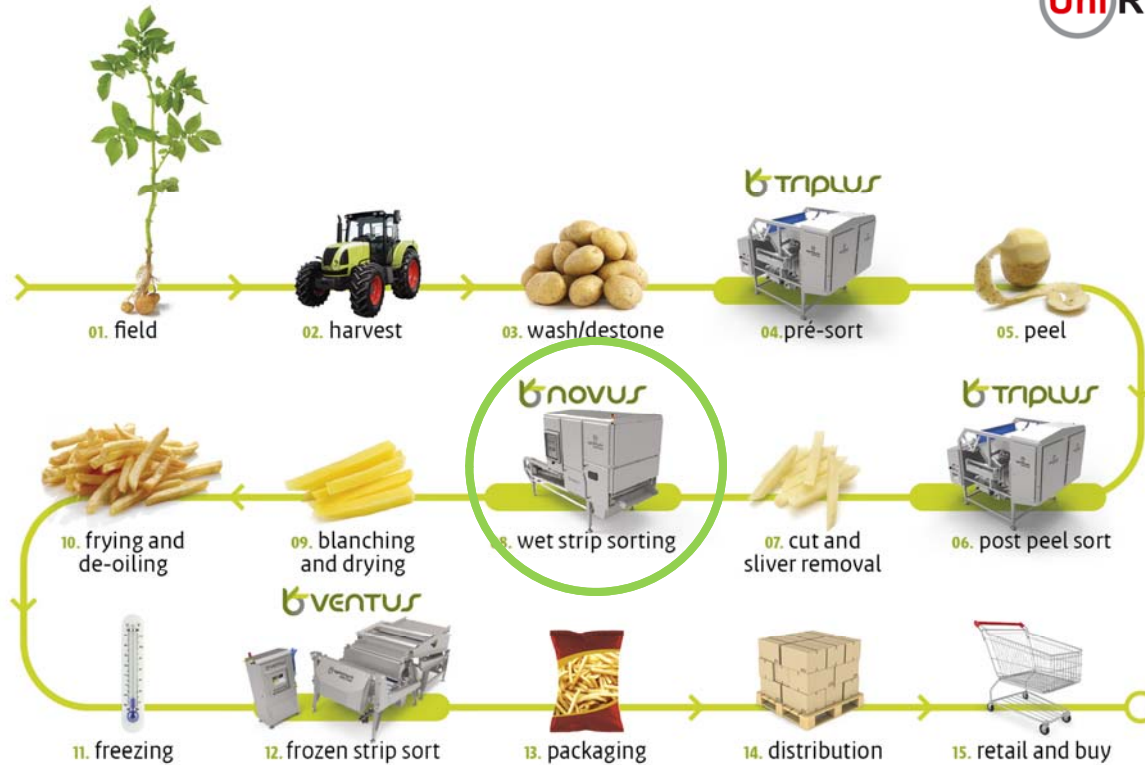 Uni R
TRIPLUS
01. field
02. harvest
03. wash/destone
04. pré-sort
05. peel
NOVUS
TRIPLUS
10. frying and
de-oiling
09. blanching
and drying
08. wet strip sorting
07. cut and
sliver removal
06. post peel sort
VENTUS
11. freezing
12. frozen strip sort
13. packaging
14. distribution
15. retail and buy